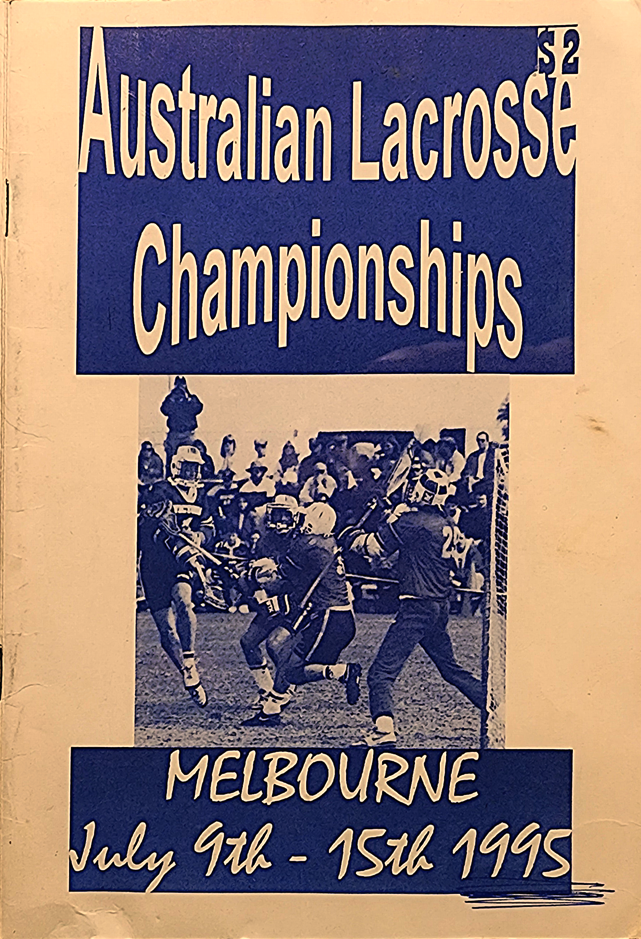 $2
Australian Lacrosse
Championships
MELBOURNE
July 9th - 15th 1995